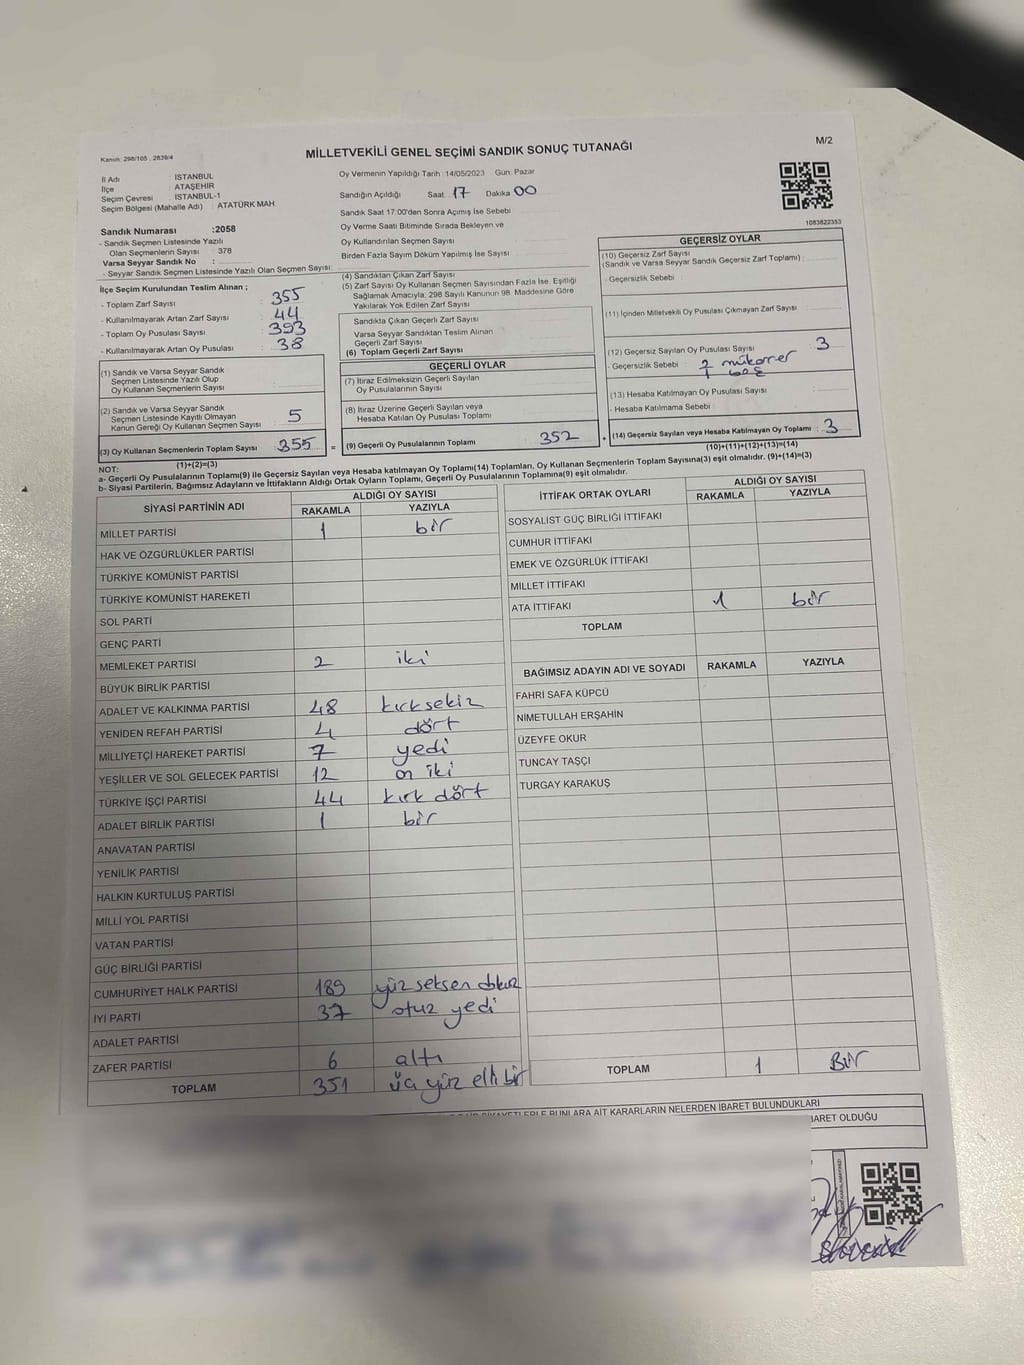 Kanun: 298/105 , 2839/4
MİLLETVEKİLİ GENEL SEÇİMİ SANDIK SONUÇ TUTANAĞI
M/2
İl Adı : İSTANBUL
İlçe : ATAŞEHİR
Seçim Çevresi : İSTANBUL-1
Seçim Bölgesi (Mahalle Adı) : ATATÜRK MAH.
Oy Vermenin Yapıldığı Tarih : 14/05/2023 Gün: Pazar
Sandığın Açıldığı Saat: 17 Dakika 00
Sandık Saat 17:00'den Sonra Açımış İse Sebebi
Oy Verme Saati Bitiminde Sırada Bekleyen ve
Oy Kullandırılan Seçmen Sayısı
Birden Fazla Sayım Döküm Yapılmış İse Sayısı
1083822353
Sandık Numarası :2058
- Sandık Seçmen Listesinde Yazılı
Olan Seçmenlerin Sayısı : 378
Varsa Seyyar Sandık No :
- Seyyar Sandık Seçmen Listesinde Yazılı Olan Seçmen Sayısı:
İlçe Seçim Kurulundan Teslim Alınan ;
- Toplam Zarf Sayısı : 355
- Kullanılmayarak Artan Zarf Sayısı : 44
- Toplam Oy Pusulası Sayısı : 393
- Kullanılmayarak Artan Oy Pusulası : 38
(1) Sandık ve Varsa Seyyar Sandık
Seçmen Listesinde Yazılı Olup
Oy Kullanan Seçmenlerin Sayısı :
(2) Sandık ve Varsa Seyyar Sandık
Seçmen Listesinde Kayıtlı Olmayan
Kanun Gereği Oy Kullanan Seçmen Sayısı : 5
(3) Oy Kullanan Seçmenlerin Toplam Sayısı : 355 =
(1)+(2)=(3)
(4) Sandıktan Çıkan Zarf Sayısı
(5) Zarf Sayısı Oy Kullanan Seçmen Sayısından Fazla İse, Eşitliği
Sağlamak Amacıyla; 298 Sayılı Kanunun 98. Maddesine Göre
Yakılarak Yok Edilen Zarf Sayısı
Sandıkta Çıkan Geçerli Zarf Sayısı
Varsa Seyyar Sandıktan Teslim Alınan
Geçerli Zarf Sayısı
(6) Toplam Geçerli Zarf Sayısı
GEÇERLİ OYLAR
(7) İtiraz Edilmeksizin Geçerli Sayılan
Oy Pusulalarının Sayısı
(8) İtiraz Üzerine Geçerli Sayılan veya
Hesaba Katılan Oy Pusulası Toplamı
(9) Geçerli Oy Pusulalarının Toplamı : 352 +
GEÇERSİZ OYLAR
(10) Geçersiz Zarf Sayısı
(Sandık ve Varsa Seyyar Sandık Geçersiz Zarf Toplamı) :
- Geçersizlik Sebebi :
(11) İçinden Milletvekili Oy Pusulası Çıkmayan Zarf Sayısı
(12) Geçersiz Sayılan Oy Pusulası Sayısı : 3
- Geçersizlik Sebebi : 2 mükerrer
1 boş
(13) Hesaba Katılmayan Oy Pusulası Sayısı :
- Hesaba Katılmama Sebebi :
(14) Geçersiz Sayılan veya Hesaba Katılmayan Oy Toplamı : 3
(10)+(11)+(12)+(13)=(14)
NOT:
a- Geçerli Oy Pusulalarının Toplamı(9) ile Geçersiz Sayılan veya Hesaba katılmayan Oy Toplamı(14) Toplamları, Oy Kullanan Seçmenlerin Toplam Sayısına(3) eşit olmalıdır. (9)+(14)=(3)
b- Siyasi Partilerin, Bağımsız Adayların ve İttifakların Aldığı Ortak Oyların Toplamı, Geçerli Oy Pusulalarının Toplamına(9) eşit olmalıdır.
SİYASİ PARTİNİN ADI ALDIĞI OY SAYISI
RAKAMLA YAZIYLA
MİLLET PARTİSİ 1 bir
HAK VE ÖZGÜRLÜKLER PARTİSİ
TÜRKİYE KOMÜNİST PARTİSİ
TÜRKİYE KOMÜNİST HAREKETİ
SOL PARTİ
GENÇ PARTİ
MEMLEKET PARTİSİ 2 iki
BÜYÜK BİRLİK PARTİSİ
ADALET VE KALKINMA PARTİSİ 48 kırksekiz
YENİDEN REFAH PARTİSİ 4 dört
MİLLİYETÇİ HAREKET PARTİSİ 7 yedi
YEŞİLLER VE SOL GELECEK PARTİSİ 12 on iki
TÜRKİYE İŞÇİ PARTİSİ 44 kırk dört
ADALET BİRLİK PARTİSİ 1 bir
ANAVATAN PARTİSİ
YENİLİK PARTİSİ
HALKIN KURTULUŞ PARTİSİ
MİLLİ YOL PARTİSİ
VATAN PARTİSİ
GÜÇ BİRLİĞİ PARTİSİ
CUMHURİYET HALK PARTİSİ 189 yüz seksen dokuz
İYİ PARTİ 37 otuz yedi
ADALET PARTİSİ
ZAFER PARTİSİ 6 altı
TOPLAM 351 üç yüz elli bir
İTTİFAK ORTAK OYLARI ALDIĞI OY SAYISI
RAKAMLA YAZIYLA
SOSYALİST GÜÇ BİRLİĞİ İTTİFAKI
CUMHUR İTTİFAKI
EMEK VE ÖZGÜRLÜK İTTİFAKI
MİLLET İTTİFAKI
ATA İTTİFAKI 1 bir
TOPLAM
BAĞIMSIZ ADAYIN ADI VE SOYADI RAKAMLA YAZIYLA
FAHRİ SAFA KÜPCÜ
NİMETULLAH ERŞAHİN
ÜZEYFE OKUR
TUNCAY TAŞÇI
TURGAY KARAKUŞ
TOPLAM 1 Bir
BUNLARA AİT KARARLARIN NELERDEN İBARET BULUNDUKLARI
OLDUĞU